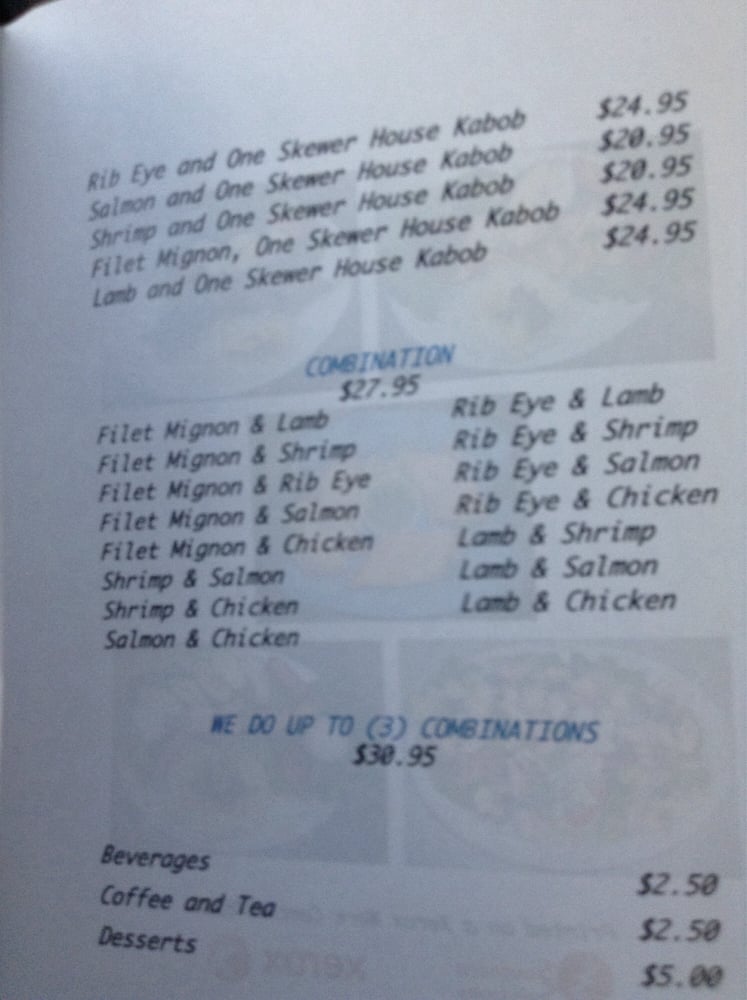 Rib Eye and One Skewer House Kabob $24.95
Salmon and One Skewer House Kabob $20.95
Shrimp and One Skewer House Kabob $20.95
Filet Mignon, One Skewer House Kabob $24.95
Lamb and One Skewer House Kabob $24.95
COMBINATION
$27.95
Filet Mignon & Lamb
Filet Mignon & Shrimp
Filet Mignon & Rib Eye
Filet Mignon & Salmon
Filet Mignon & Chicken
Shrimp & Salmon
Shrimp & Chicken
Salmon & Chicken
Rib Eye & Lamb
Rib Eye & Shrimp
Rib Eye & Salmon
Rib Eye & Chicken
Lamb & Shrimp
Lamb & Salmon
Lamb & Chicken
WE DO UP TO (3) COMBINATIONS
$30.95
Beverages $2.50
Coffee and Tea $2.50
Desserts $5.00
xerox